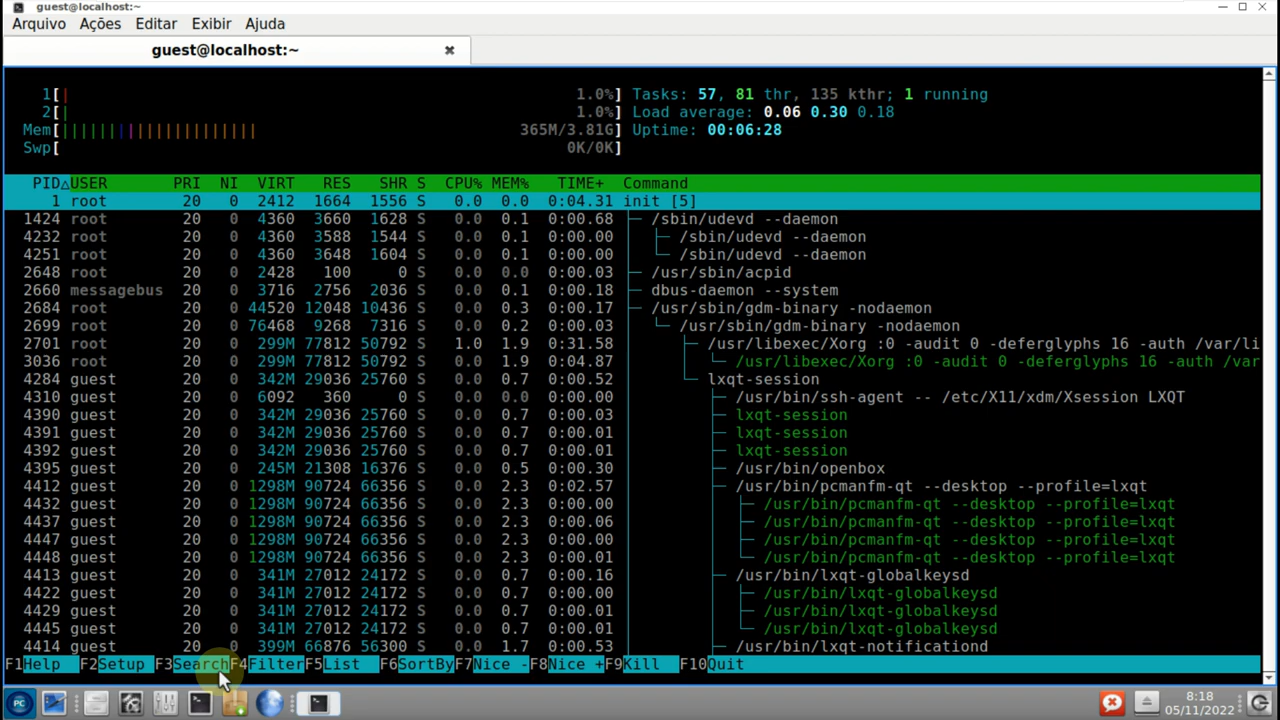 guest@localhost:~
Arquivo Ações Editar Exibir Ajuda
guest@localhost:~
1[| 1.0%] Tasks: 57, 81 thr, 135 kthr; 1 running
2[| 1.0%] Load average: 0.06 0.30 0.18
Mem[||||||||||||||||||||||| 365M/3.81G] Uptime: 00:06:28
Swp[ 0K/0K]
PID△USER PRI NI VIRT RES SHR S CPU% MEM% TIME+ Command
1 root 20 0 2412 1664 1556 S 0.0 0.0 0:04.31 init [5]
1424 root 20 0 4360 3660 1628 S 0.0 0.1 0:00.68 ├─ /sbin/udevd --daemon
4232 root 20 0 4360 3588 1544 S 0.0 0.1 0:00.00 │ ├─ /sbin/udevd --daemon
4251 root 20 0 4360 3648 1604 S 0.0 0.1 0:00.00 │ └─ /sbin/udevd --daemon
2648 root 20 0 2428 100 0 S 0.0 0.0 0:00.03 ├─ /usr/sbin/acpid
2660 messagebus 20 0 3716 2756 2036 S 0.0 0.1 0:00.18 ├─ dbus-daemon --system
2684 root 20 0 44520 12048 10436 S 0.0 0.3 0:00.17 ├─ /usr/sbin/gdm-binary -nodaemon
2699 root 20 0 76468 9268 7316 S 0.0 0.2 0:00.03 │ └─ /usr/sbin/gdm-binary -nodaemon
2701 root 20 0 299M 77812 50792 S 1.0 1.9 0:31.58 │ ├─ /usr/libexec/Xorg :0 -audit 0 -deferglyphs 16 -auth /var/li
3036 root 20 0 299M 77812 50792 S 0.0 1.9 0:04.87 │ │ └─ /usr/libexec/Xorg :0 -audit 0 -deferglyphs 16 -auth /var
4284 guest 20 0 342M 29036 25760 S 0.0 0.7 0:00.52 │ └─ lxqt-session
4310 guest 20 0 6092 360 0 S 0.0 0.0 0:00.00 │ ├─ /usr/bin/ssh-agent -- /etc/X11/xdm/Xsession LXQT
4390 guest 20 0 342M 29036 25760 S 0.0 0.7 0:00.03 │ ├─ lxqt-session
4391 guest 20 0 342M 29036 25760 S 0.0 0.7 0:00.01 │ ├─ lxqt-session
4392 guest 20 0 342M 29036 25760 S 0.0 0.7 0:00.01 │ ├─ lxqt-session
4395 guest 20 0 245M 21308 16376 S 0.0 0.5 0:00.30 │ ├─ /usr/bin/openbox
4412 guest 20 0 1298M 90724 66356 S 0.0 2.3 0:02.57 │ ├─ /usr/bin/pcmanfm-qt --desktop --profile=lxqt
4432 guest 20 0 1298M 90724 66356 S 0.0 2.3 0:00.00 │ │ ├─ /usr/bin/pcmanfm-qt --desktop --profile=lxqt
4437 guest 20 0 1298M 90724 66356 S 0.0 2.3 0:00.06 │ │ ├─ /usr/bin/pcmanfm-qt --desktop --profile=lxqt
4447 guest 20 0 1298M 90724 66356 S 0.0 2.3 0:00.00 │ │ ├─ /usr/bin/pcmanfm-qt --desktop --profile=lxqt
4448 guest 20 0 1298M 90724 66356 S 0.0 2.3 0:00.01 │ │ └─ /usr/bin/pcmanfm-qt --desktop --profile=lxqt
4413 guest 20 0 341M 27012 24172 S 0.0 0.7 0:00.16 │ ├─ /usr/bin/lxqt-globalkeysd
4422 guest 20 0 341M 27012 24172 S 0.0 0.7 0:00.00 │ │ ├─ /usr/bin/lxqt-globalkeysd
4429 guest 20 0 341M 27012 24172 S 0.0 0.7 0:00.01 │ │ ├─ /usr/bin/lxqt-globalkeysd
4445 guest 20 0 341M 27012 24172 S 0.0 0.7 0:00.01 │ │ └─ /usr/bin/lxqt-globalkeysd
4414 guest 20 0 399M 66876 56300 S 0.0 1.7 0:00.53 │ ├─ /usr/bin/lxqt-notificationd
F1Help F2Setup F3Search F4Filter F5List F6SortBy F7Nice - F8Nice + F9Kill F10Quit
PC
8:18
05/11/2022